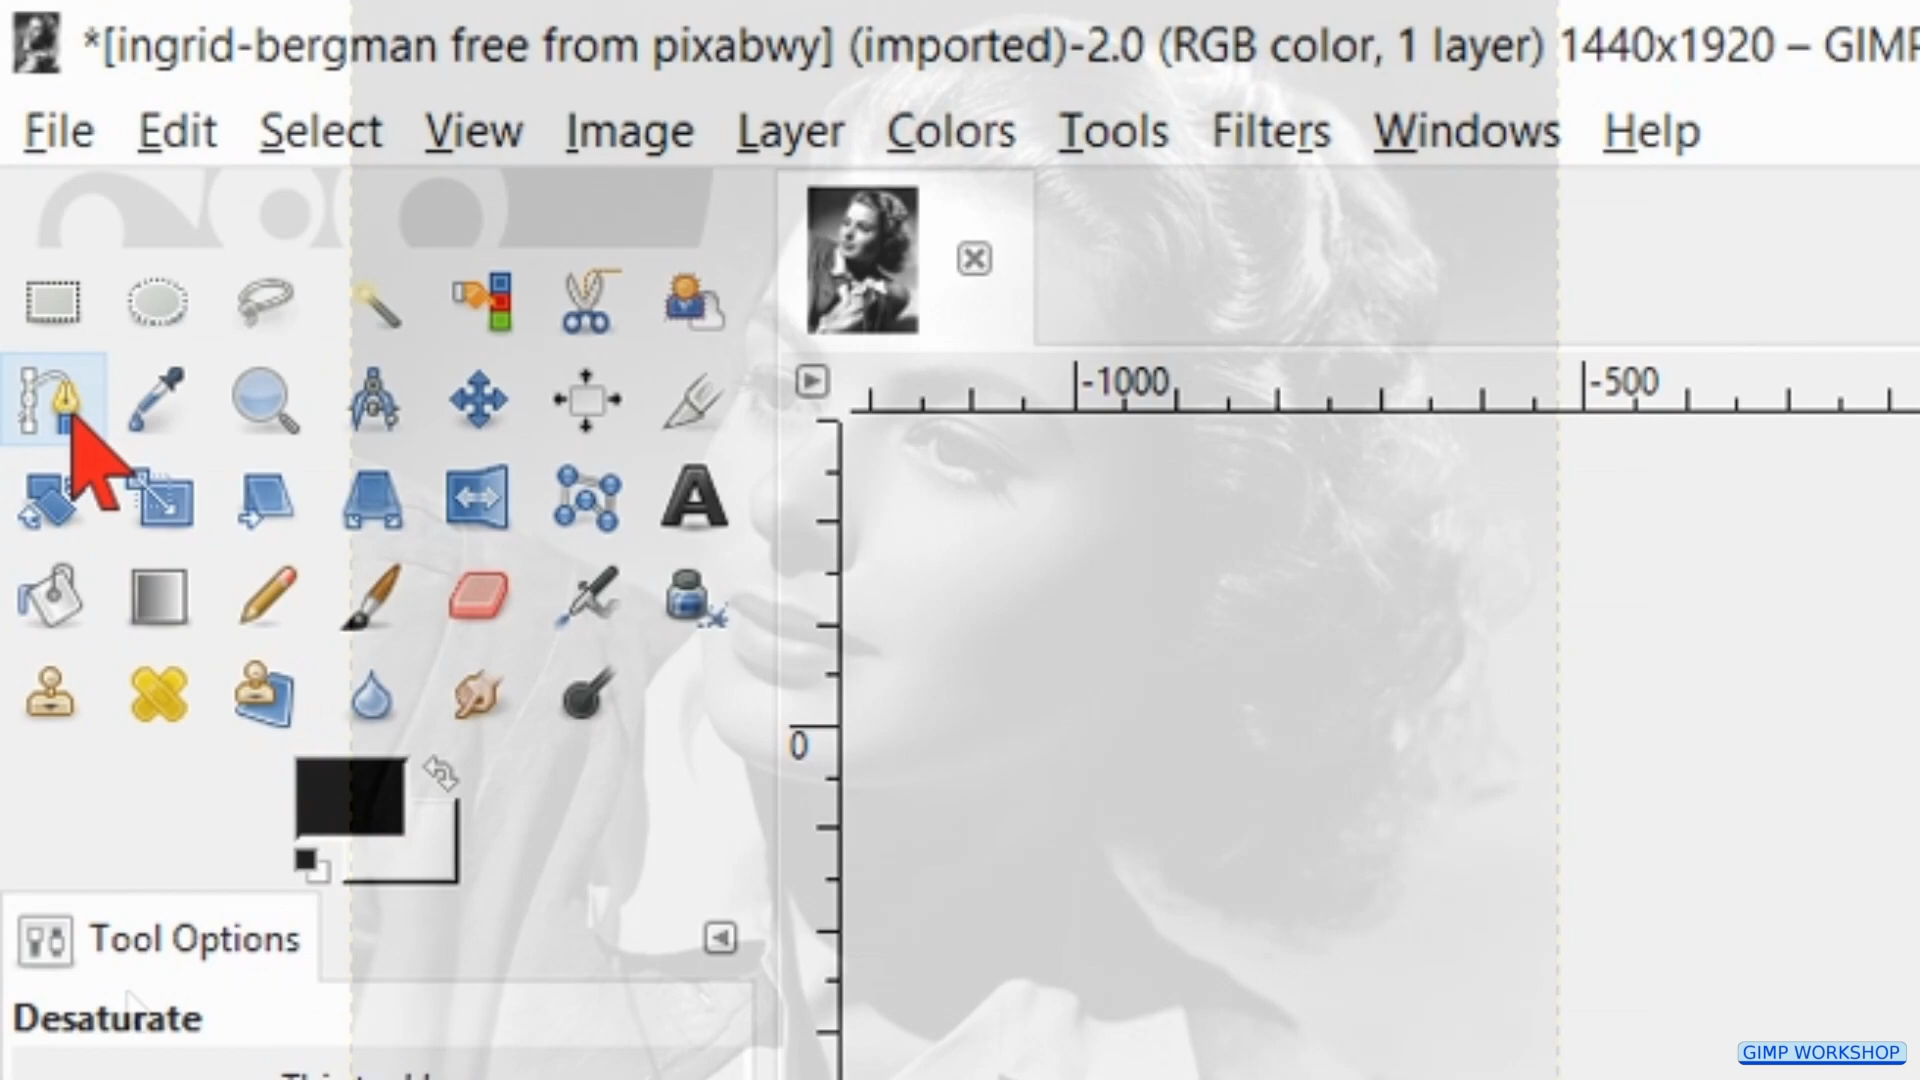 *[ingrid-bergman free from pixabwy] (imported)-2.0 (RGB color, 1 layer) 1440x1920 – GIMP
File Edit Select View Image Layer Colors Tools Filters Windows Help
-1000 -500
0
Tool Options
Desaturate
GIMP WORKSHOP